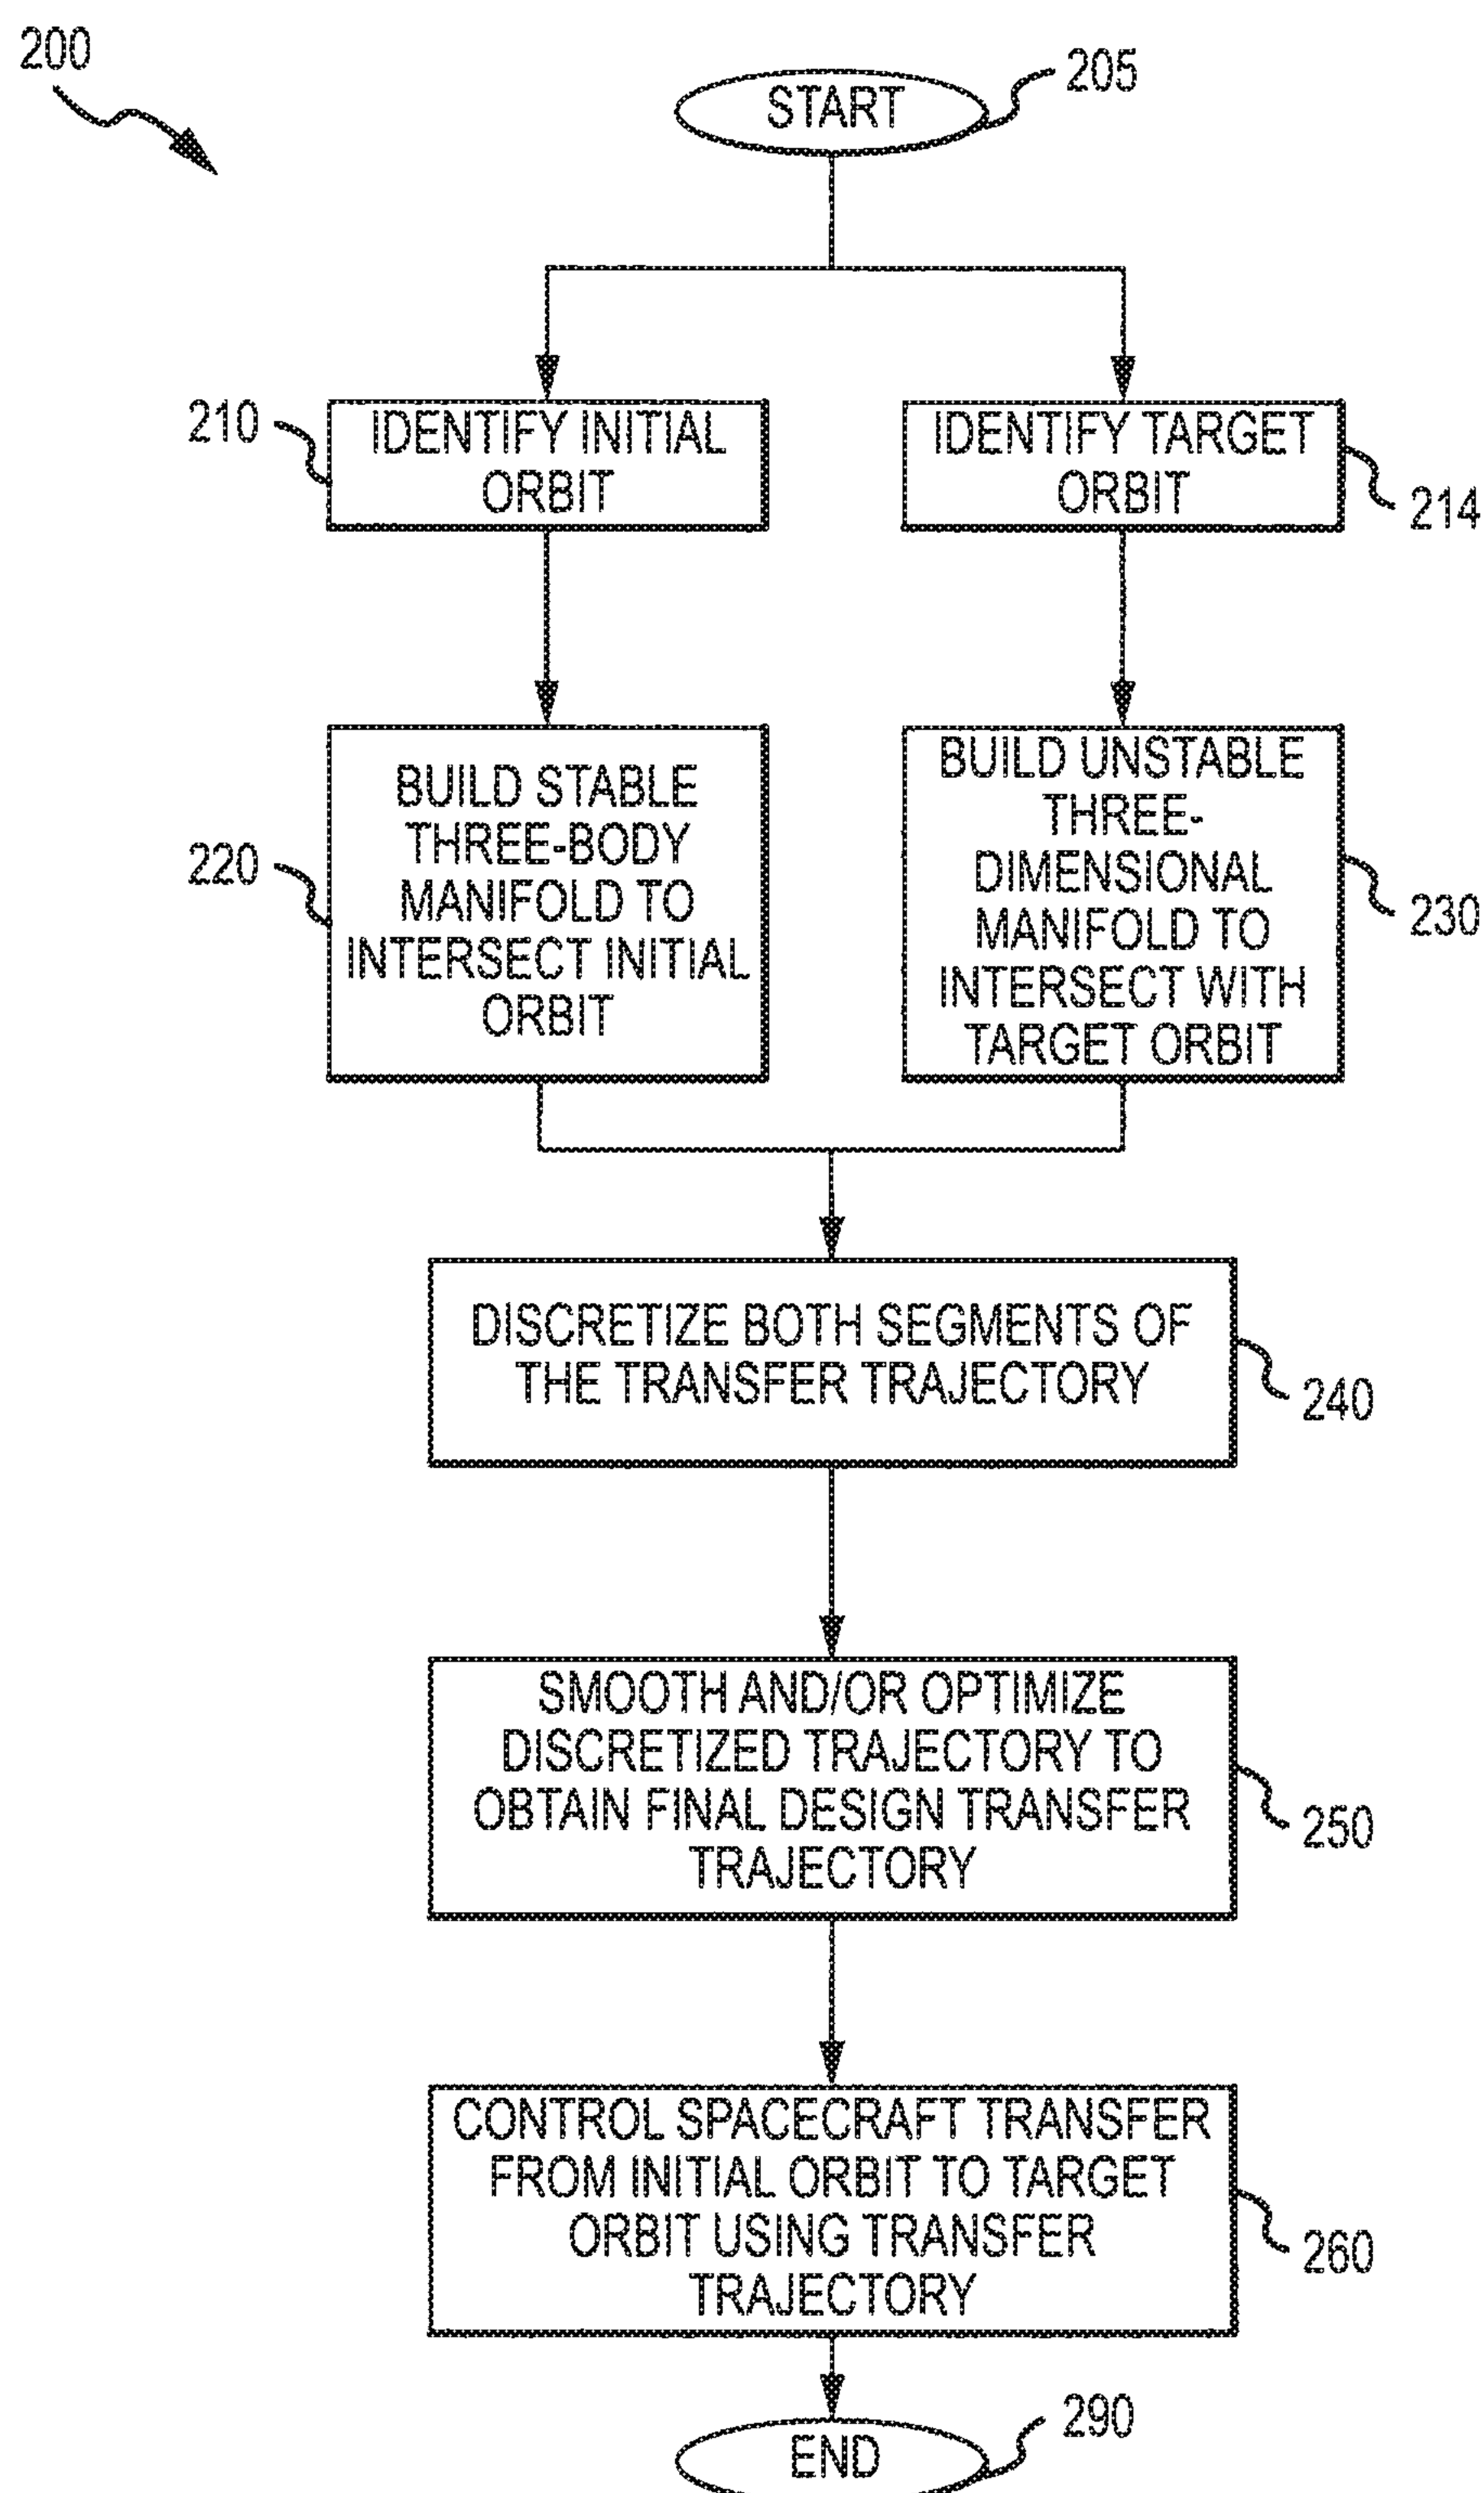 200
START
205
210
IDENTIFY INITIAL
ORBIT
IDENTIFY TARGET
ORBIT
214
220
BUILD STABLE
THREE-BODY
MANIFOLD TO
INTERSECT INITIAL
ORBIT
BUILD UNSTABLE
THREE-
DIMENSIONAL
MANIFOLD TO
INTERSECT WITH
TARGET ORBIT
230
DISCRETIZE BOTH SEGMENTS OF
THE TRANSFER TRAJECTORY
240
SMOOTH AND/OR OPTIMIZE
DISCRETIZED TRAJECTORY TO
OBTAIN FINAL DESIGN TRANSFER
TRAJECTORY
250
CONTROL SPACECRAFT TRANSFER
FROM INITIAL ORBIT TO TARGET
ORBIT USING TRANSFER
TRAJECTORY
260
END
290